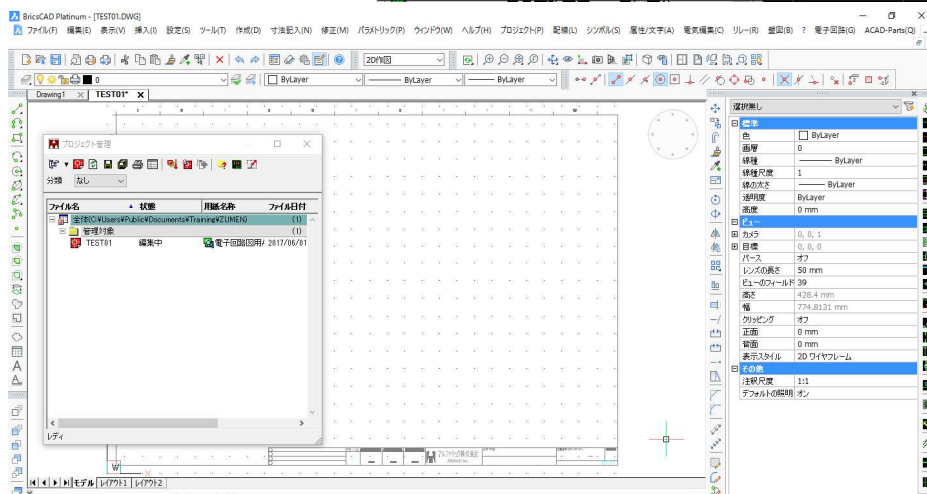 BricsCAD Platinum - [TEST01.DWG]
ファイル(F) 編集(E) 表示(V) 挿入(I) 設定(S) ツール(T) 作成(D) 寸法記入(N) 修正(M) パラメトリック(P) ウィンドウ(W) ヘルプ(H) プロジェクト(P) 配線(L) シンボル(S) 属性/文字(A) 電気編集(C) リレー(R) 盤図(B) ? 電子回路(G) ACAD-Parts(Q)
2D作図
0 ByLayer ByLayer ByLayer
Drawing1 TEST01*
プロジェクト管理
分類 なし
ファイル名 状態 用紙名称 ファイル日付
全体(C:¥Users¥Public¥Documents¥Training¥ZUMEN) (1)
管理対象 (1)
TEST01 編集中 電子回路図用/ 2017/06/01
レディ
選択無し
標準
色 ByLayer
画層 0
線種 ByLayer
線種尺度 1
線の太さ ByLayer
透明度 ByLayer
高度 0 mm
ビュー
カメラ 0, 0, 1
目標 0, 0, 0
パース オフ
レンズの長さ 50 mm
ビューのフィールド 39
高さ 428.4 mm
幅 774.8131 mm
クリッピング オフ
正面 0 mm
背面 0 mm
表示スタイル 2D ワイヤフレーム
その他
注釈尺度 1:1
デフォルトの照明 オン
W X
モデル レイアウト1 レイアウト2